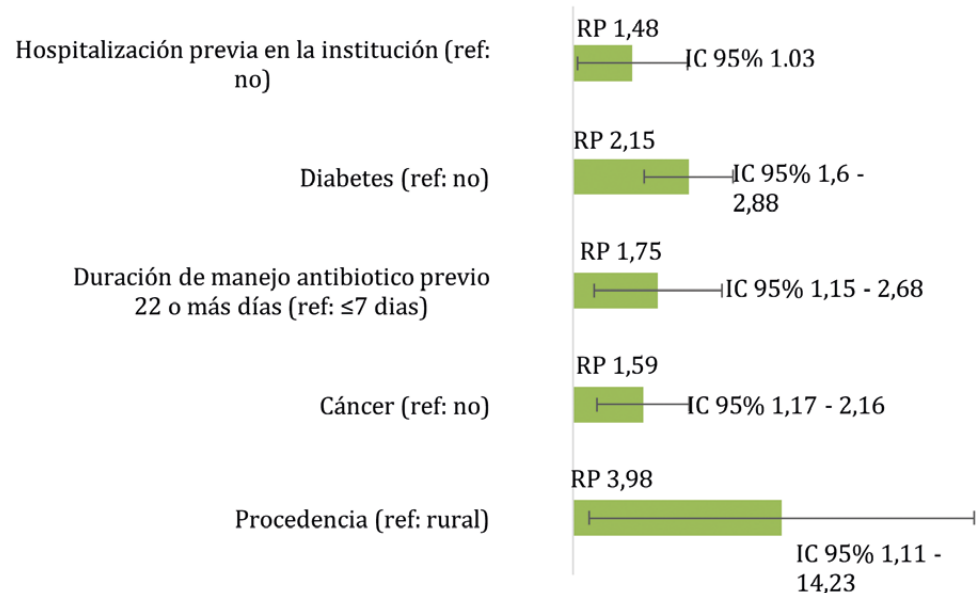 RP 1,48
Hospitalización previa en la institución (ref:
no)
IC 95% 1.03
RP 2,15
Diabetes (ref: no)
IC 95% 1,6 -
2,88
RP 1,75
Duración de manejo antibiotico previo
22 o más días (ref: ≤7 dias)
IC 95% 1,15 - 2,68
RP 1,59
Cáncer (ref: no)
IC 95% 1,17 - 2,16
RP 3,98
Procedencia (ref: rural)
IC 95% 1,11 -
14,23